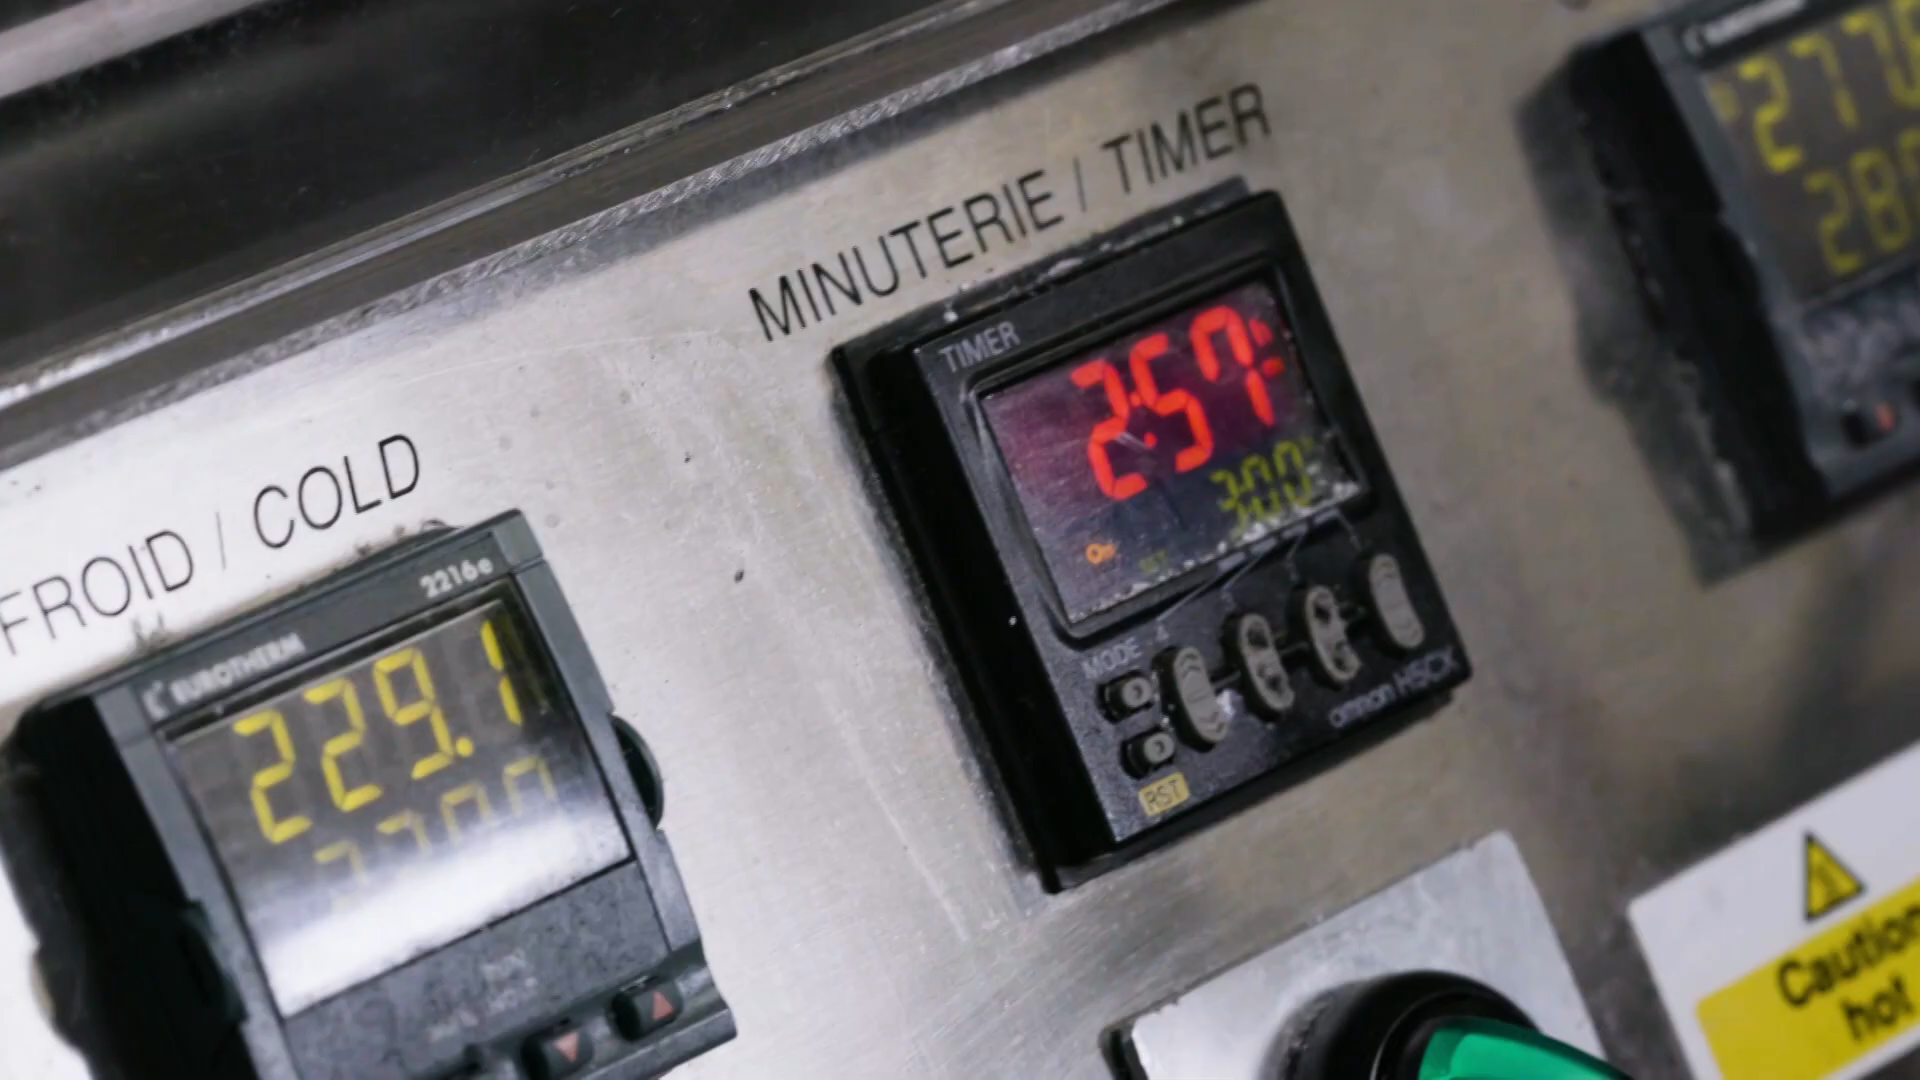 MINUTERIE / TIMER
TIMER
2:57
3:00
MODE
RST
omron H5CX
FROID / COLD
2216e
EUROTHERM
229.1
Caution
hot